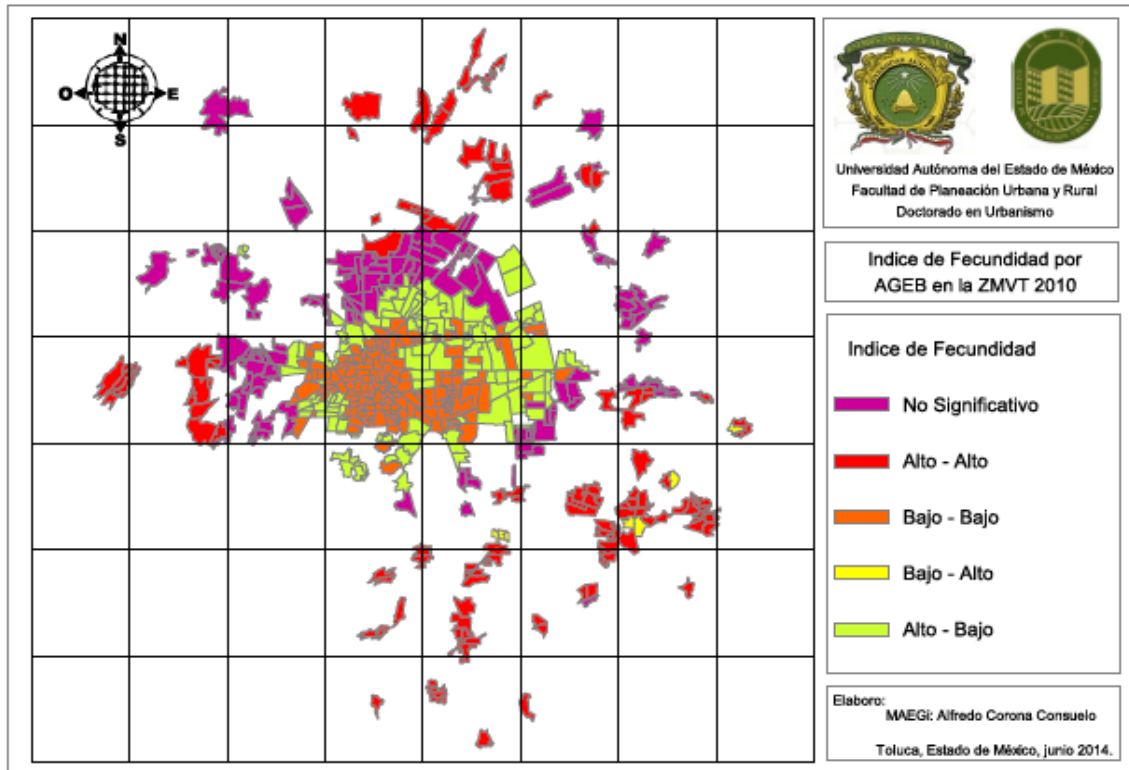 N
O
E
S
Universidad Autónoma del Estado de México
Facultad de Planeación Urbana y Rural
Doctorado en Urbanismo
Indice de Fecundidad por
AGEB en la ZMVT 2010
Indice de Fecundidad
No Significativo
Alto - Alto
Bajo - Bajo
Bajo - Alto
Alto - Bajo
Elaboro:
MAEGi: Alfredo Corona Consuelo
Toluca, Estado de México, junio 2014.